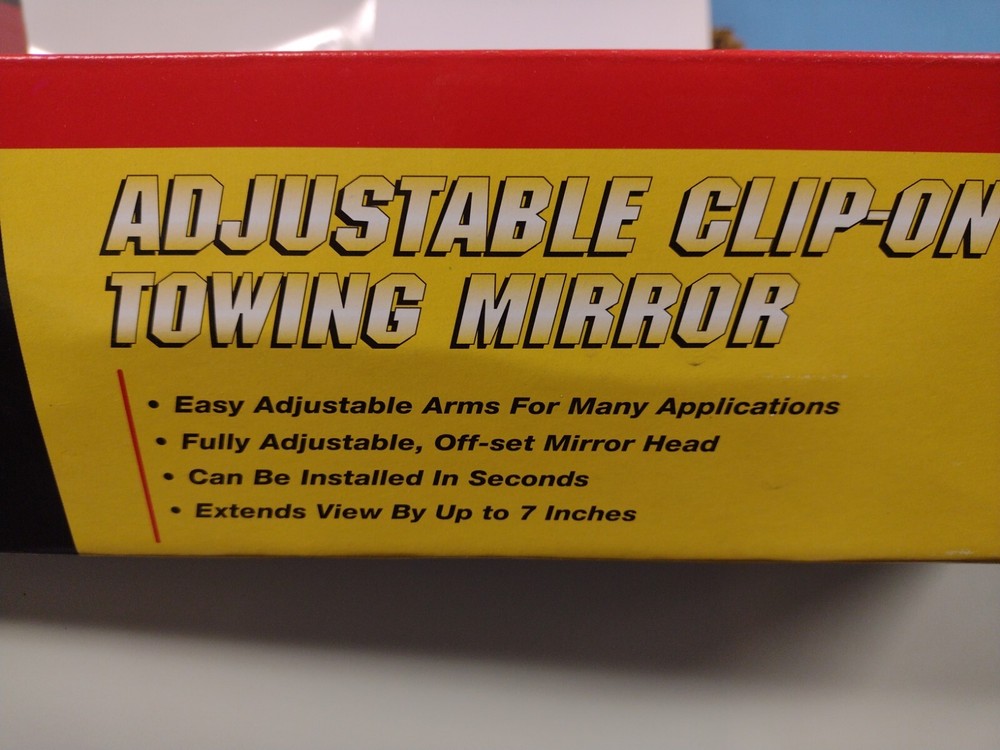 ADJUSTABLE CLIP-ON
TOWING MIRROR
• Easy Adjustable Arms For Many Applications
• Fully Adjustable, Off-set Mirror Head
• Can Be Installed In Seconds
• Extends View By Up to 7 Inches